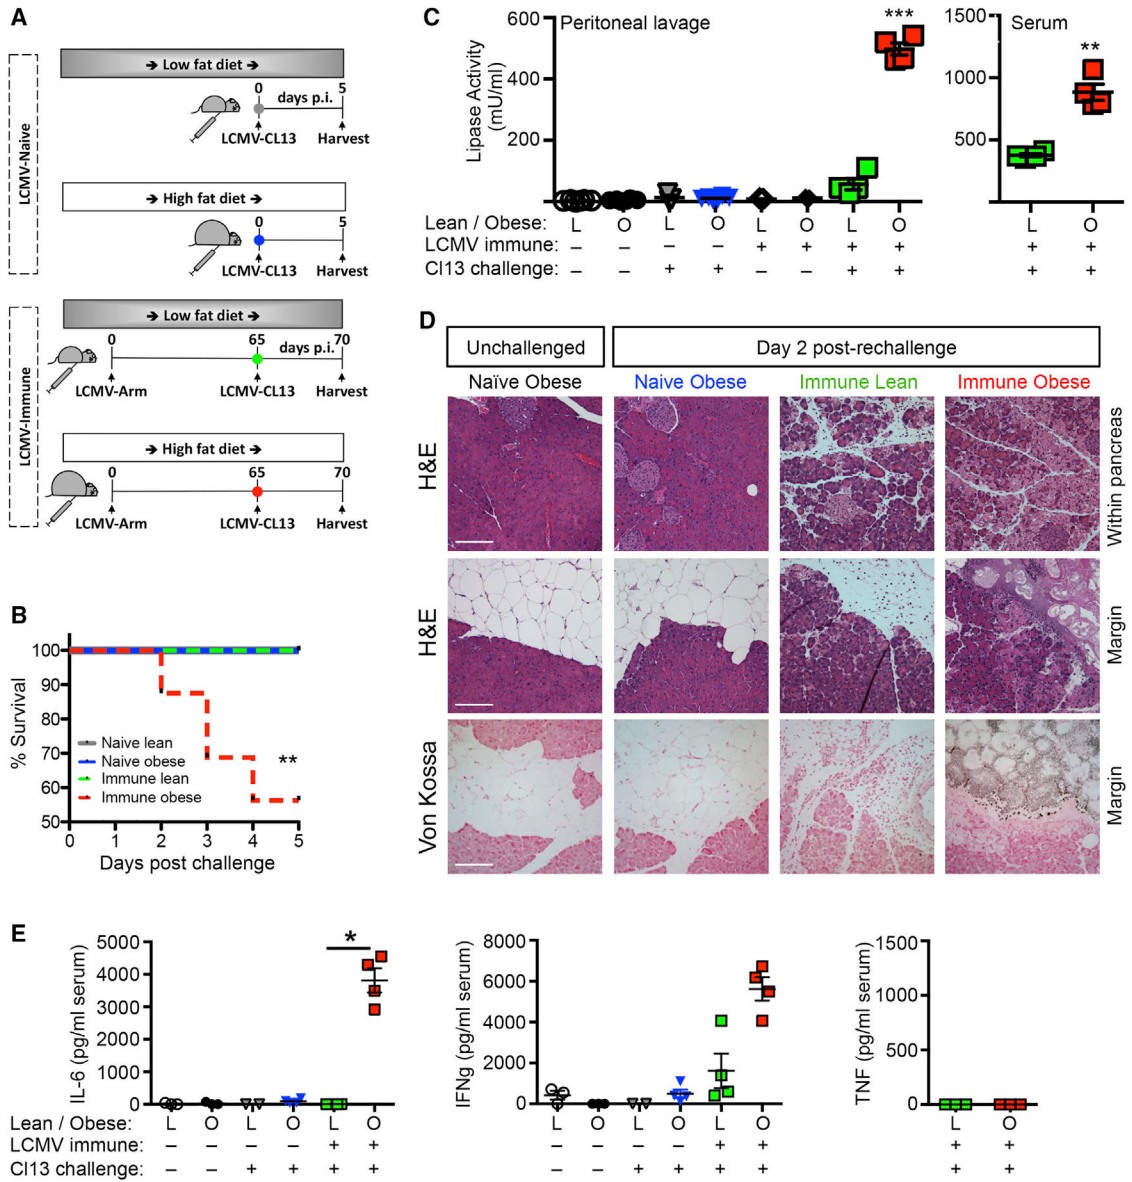 A
LCMV-Naive
➔ Low fat diet ➔
0 5
days p.i.
LCMV-CL13 Harvest
High fat diet ➔
0 5
LCMV-CL13 Harvest
LCMV-Immune
➔ Low fat diet ➔
0 65 70
days p.i.
LCMV-Arm LCMV-CL13 Harvest
➔ High fat diet ➔
0 65 70
LCMV-Arm LCMV-CL13 Harvest
B
% Survival
100
90
80
70
60
50
0 1 2 3 4 5
Days post challenge
Naive lean
Naive obese
Immune lean
Immune obese
**
C
Lipase Activity
(mU/ml)
600
400
200
Peritoneal lavage
***
Lean / Obese: L O L O L O L O
LCMV immune: – – – – + + + +
Cl13 challenge: – – + + – – + +
1500
1000
500
Serum
**
L O
+ +
+ +
D
Unchallenged
Day 2 post-rechallenge
Naïve Obese Naive Obese Immune Lean Immune Obese
H&E
Within pancreas
H&E
Margin
Von Kossa
Margin
E
IL-6 (pg/ml serum)
5000
4000
3000
2000
1000
0
*
Lean / Obese: L O L O L O
LCMV immune: – – – – + +
Cl13 challenge: – – + + + +
IFNg (pg/ml serum)
8000
6000
4000
2000
0
L O L O L O
– – – – + +
– – + + + +
TNF (pg/ml serum)
1500
1000
500
0
L O
+ +
+ +